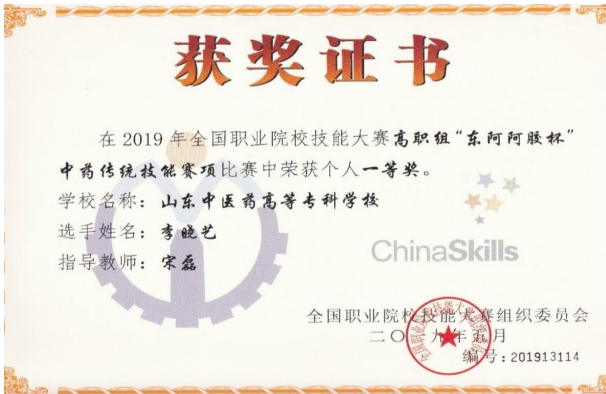 获奖证书
在2019年全国职业院校技能大赛高职组“东阿阿胶杯”
中药传统技能赛项比赛中荣获个人一等奖。
学校名称：山东中医药高等专科学校
选手姓名：李晓艺
指导教师：宋磊
ChinaSkills
全国职业院校技能大赛组织委员会
二〇一九年五月
编号：201913114